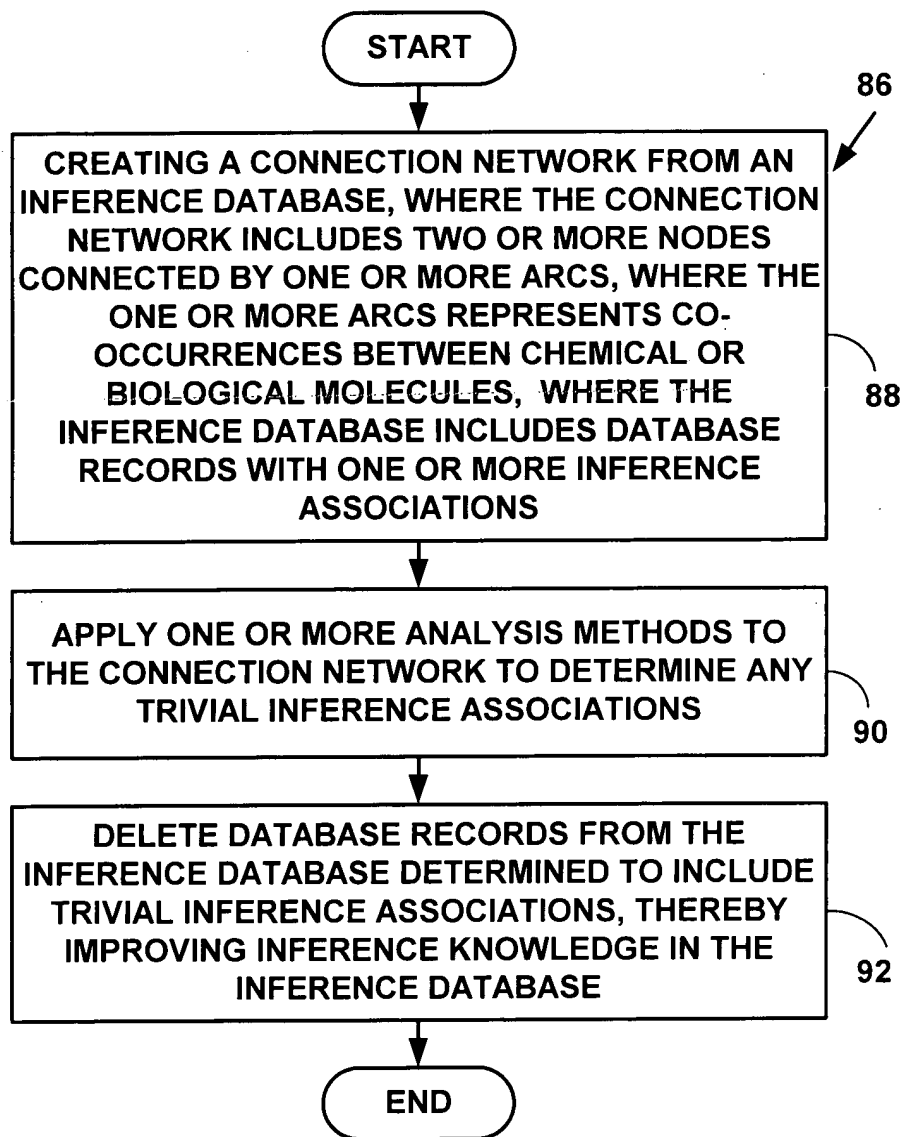 START
86
CREATING A CONNECTION NETWORK FROM AN
INFERENCE DATABASE, WHERE THE CONNECTION
NETWORK INCLUDES TWO OR MORE NODES
CONNECTED BY ONE OR MORE ARCS, WHERE THE
ONE OR MORE ARCS REPRESENTS CO-
OCCURRENCES BETWEEN CHEMICAL OR
BIOLOGICAL MOLECULES, WHERE THE
INFERENCE DATABASE INCLUDES DATABASE
RECORDS WITH ONE OR MORE INFERENCE
ASSOCIATIONS
88
APPLY ONE OR MORE ANALYSIS METHODS TO
THE CONNECTION NETWORK TO DETERMINE ANY
TRIVIAL INFERENCE ASSOCIATIONS
90
DELETE DATABASE RECORDS FROM THE
INFERENCE DATABASE DETERMINED TO INCLUDE
TRIVIAL INFERENCE ASSOCIATIONS, THEREBY
IMPROVING INFERENCE KNOWLEDGE IN THE
INFERENCE DATABASE
92
END